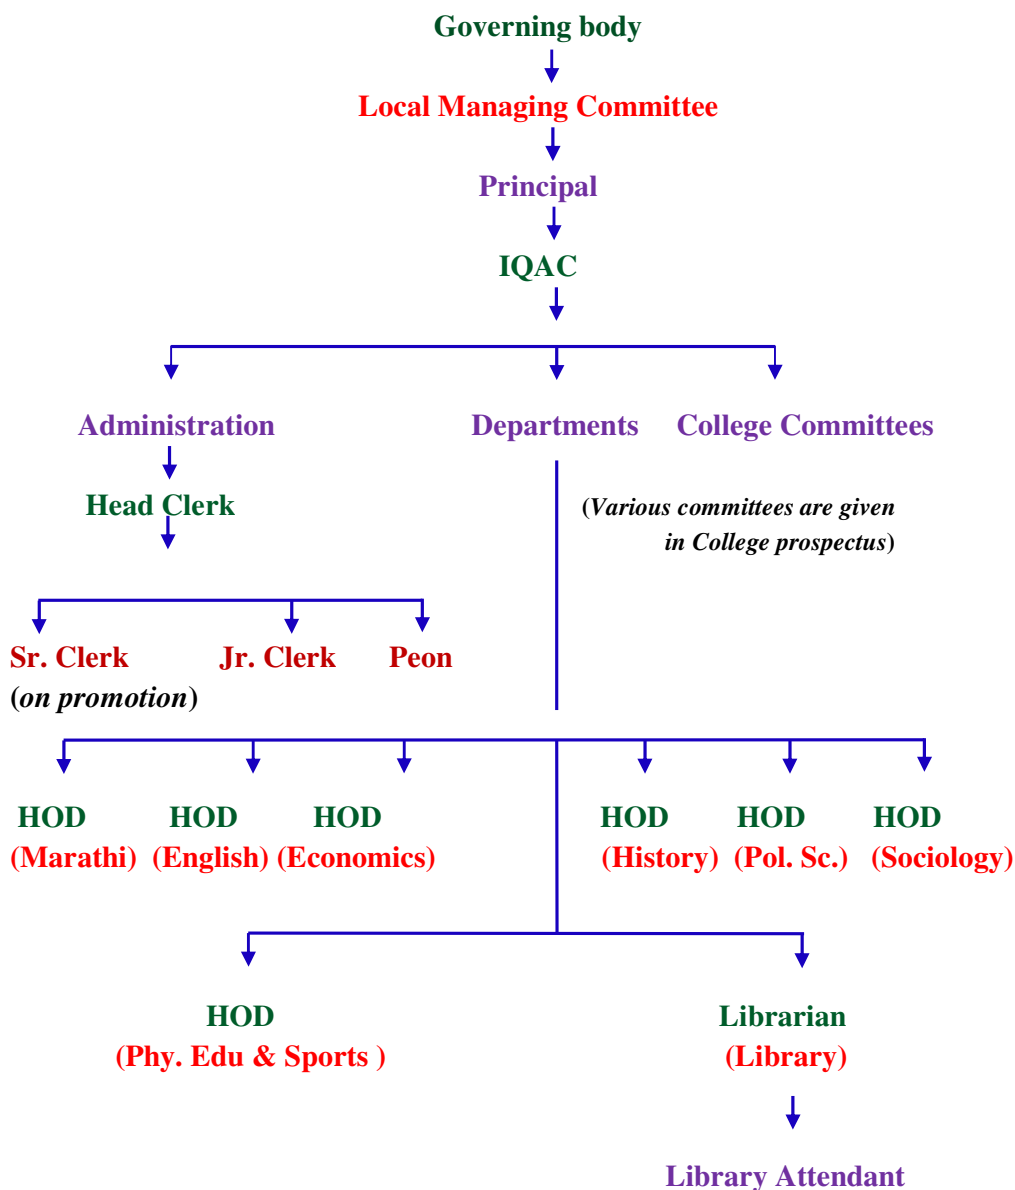 Governing body
Local Managing Committee
Principal
IQAC
Administration Departments College Committees
Head Clerk
(Various committees are given
in College prospectus)
Sr. Clerk Jr. Clerk Peon
(on promotion)
HOD HOD HOD HOD HOD HOD
(Marathi) (English) (Economics) (History) (Pol. Sc.) (Sociology)
HOD Librarian
(Phy. Edu & Sports ) (Library)
Library Attendant